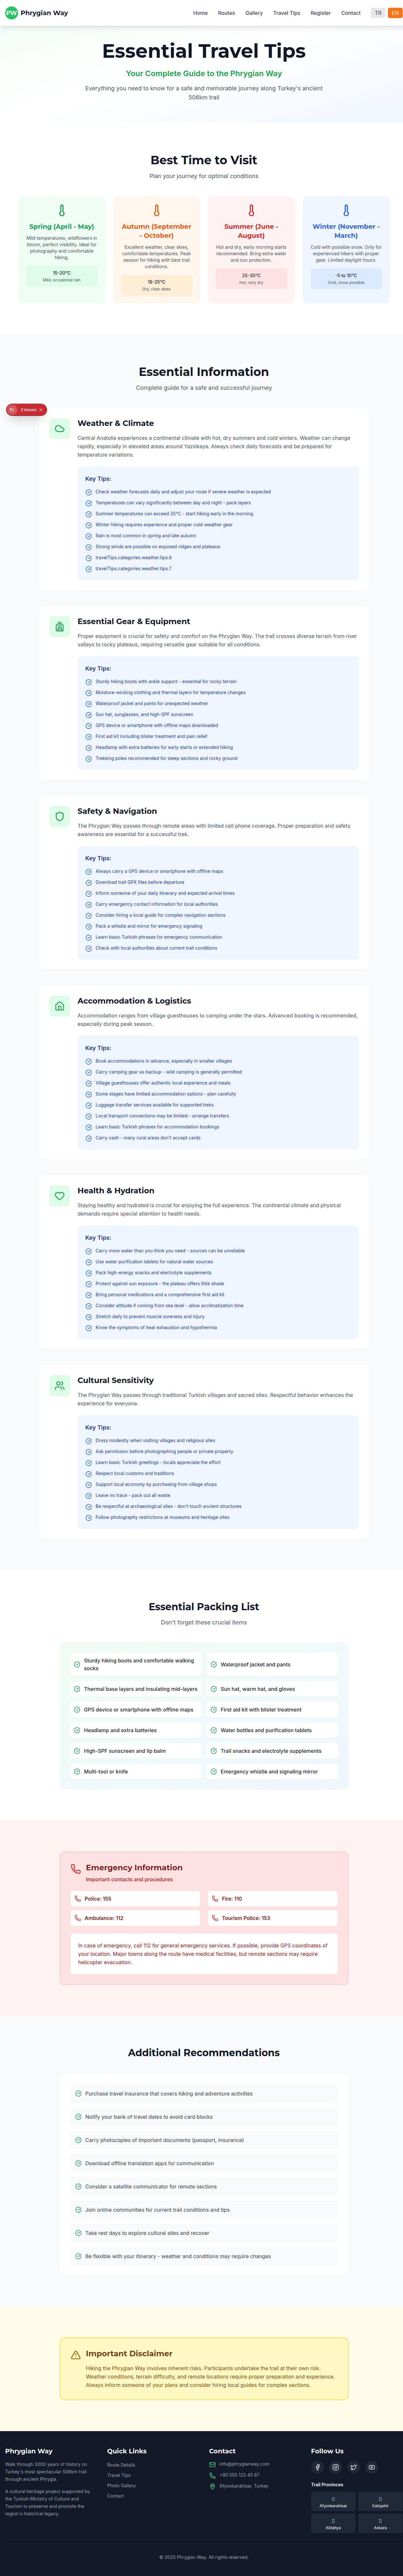 PW Phrygian Way
Home Routes Gallery Travel Tips Register Contact TR EN
Essential Travel Tips
Your Complete Guide to the Phrygian Way
Everything you need to know for a safe and memorable journey along Turkey's ancient
506km trail
Best Time to Visit
Plan your journey for optimal conditions
Spring (April - May)
Mild temperatures, wildflowers in
bloom, perfect visibility. Ideal for
photography and comfortable
hiking.
15-20°C
Mild, occasional rain
Autumn (September
- October)
Excellent weather, clear skies,
comfortable temperatures. Peak
season for hiking with best trail
conditions.
18-25°C
Dry, clear skies
Summer (June -
August)
Hot and dry, early morning starts
recommended. Bring extra water
and sun protection.
25-35°C
Hot, very dry
Winter (November -
March)
Cold with possible snow. Only for
experienced hikers with proper
gear. Limited daylight hours.
-5 to 10°C
Cold, snow possible
Essential Information
Complete guide for a safe and successful journey
N 3 Issues ×
Weather & Climate
Central Anatolia experiences a continental climate with hot, dry summers and cold winters. Weather can change
rapidly, especially in elevated areas around Yazılıkaya. Always check daily forecasts and be prepared for
temperature variations.
Key Tips:
Check weather forecasts daily and adjust your route if severe weather is expected
Temperatures can vary significantly between day and night - pack layers
Summer temperatures can exceed 35°C - start hiking early in the morning
Winter hiking requires experience and proper cold-weather gear
Rain is most common in spring and late autumn
Strong winds are possible on exposed ridges and plateaus
travelTips.categories.weather.tips.6
travelTips.categories.weather.tips.7
Essential Gear & Equipment
Proper equipment is crucial for safety and comfort on the Phrygian Way. The trail crosses diverse terrain from river
valleys to rocky plateaus, requiring versatile gear suitable for all conditions.
Key Tips:
Sturdy hiking boots with ankle support - essential for rocky terrain
Moisture-wicking clothing and thermal layers for temperature changes
Waterproof jacket and pants for unexpected weather
Sun hat, sunglasses, and high-SPF sunscreen
GPS device or smartphone with offline maps downloaded
First aid kit including blister treatment and pain relief
Headlamp with extra batteries for early starts or extended hiking
Trekking poles recommended for steep sections and rocky ground
Safety & Navigation
The Phrygian Way passes through remote areas with limited cell phone coverage. Proper preparation and safety
awareness are essential for a successful trek.
Key Tips:
Always carry a GPS device or smartphone with offline maps
Download trail GPX files before departure
Inform someone of your daily itinerary and expected arrival times
Carry emergency contact information for local authorities
Consider hiring a local guide for complex navigation sections
Pack a whistle and mirror for emergency signaling
Learn basic Turkish phrases for emergency communication
Check with local authorities about current trail conditions
Accommodation & Logistics
Accommodation ranges from village guesthouses to camping under the stars. Advanced booking is recommended,
especially during peak season.
Key Tips:
Book accommodations in advance, especially in smaller villages
Carry camping gear as backup - wild camping is generally permitted
Village guesthouses offer authentic local experience and meals
Some stages have limited accommodation options - plan carefully
Luggage transfer services available for supported treks
Local transport connections may be limited - arrange transfers
Learn basic Turkish phrases for accommodation bookings
Carry cash - many rural areas don't accept cards
Health & Hydration
Staying healthy and hydrated is crucial for enjoying the full experience. The continental climate and physical
demands require special attention to health needs.
Key Tips:
Carry more water than you think you need - sources can be unreliable
Use water purification tablets for natural water sources
Pack high-energy snacks and electrolyte supplements
Protect against sun exposure - the plateau offers little shade
Bring personal medications and a comprehensive first aid kit
Consider altitude if coming from sea level - allow acclimatization time
Stretch daily to prevent muscle soreness and injury
Know the symptoms of heat exhaustion and hypothermia
Cultural Sensitivity
The Phrygian Way passes through traditional Turkish villages and sacred sites. Respectful behavior enhances the
experience for everyone.
Key Tips:
Dress modestly when visiting villages and religious sites
Ask permission before photographing people or private property
Learn basic Turkish greetings - locals appreciate the effort
Respect local customs and traditions
Support local economy by purchasing from village shops
Leave no trace - pack out all waste
Be respectful at archaeological sites - don't touch ancient structures
Follow photography restrictions at museums and heritage sites
Essential Packing List
Don't forget these crucial items
Sturdy hiking boots and comfortable walking
socks
Waterproof jacket and pants
Thermal base layers and insulating mid-layers
Sun hat, warm hat, and gloves
GPS device or smartphone with offline maps
First aid kit with blister treatment
Headlamp and extra batteries
Water bottles and purification tablets
High-SPF sunscreen and lip balm
Trail snacks and electrolyte supplements
Multi-tool or knife
Emergency whistle and signaling mirror
Emergency Information
Important contacts and procedures
Police: 155
Fire: 110
Ambulance: 112
Tourism Police: 153
In case of emergency, call 112 for general emergency services. If possible, provide GPS coordinates of
your location. Major towns along the route have medical facilities, but remote sections may require
helicopter evacuation.
Additional Recommendations
Purchase travel insurance that covers hiking and adventure activities
Notify your bank of travel dates to avoid card blocks
Carry photocopies of important documents (passport, insurance)
Download offline translation apps for communication
Consider a satellite communicator for remote sections
Join online communities for current trail conditions and tips
Take rest days to explore cultural sites and recover
Be flexible with your itinerary - weather and conditions may require changes
Important Disclaimer
Hiking the Phrygian Way involves inherent risks. Participants undertake the trail at their own risk.
Weather conditions, terrain difficulty, and remote locations require proper preparation and experience.
Always inform someone of your plans and consider hiring local guides for complex sections.
Phrygian Way
Walk through 3000 years of history on
Turkey's most spectacular 506km trail
through ancient Phrygia.
A cultural heritage project supported by
the Turkish Ministry of Culture and
Tourism to preserve and promote the
region's historical legacy.
Quick Links
Route Details
Travel Tips
Photo Gallery
Contact
Contact
info@phrygianway.com
+90 555 123 45 67
Afyonkarahisar, Turkey
Follow Us
Trail Provinces
Afyonkarahisar
Eskişehir
Kütahya
Ankara
© 2025 Phrygian Way. All rights reserved.